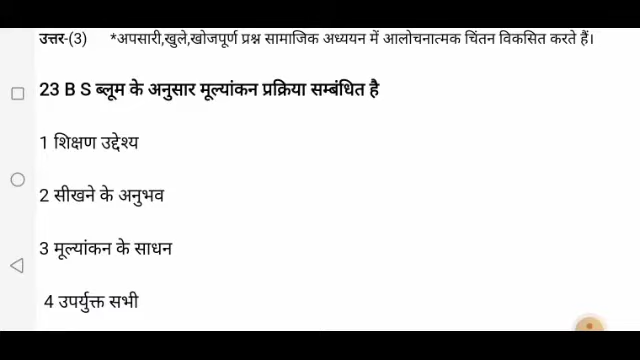 उत्तर-(3) *अपसारी,खुले,खोजपूर्ण प्रश्न सामाजिक अध्ययन में आलोचनात्मक चिंतन विकसित करते हैं।
23 B S ब्लूम के अनुसार मूल्यांकन प्रक्रिया सम्बंधित है
1 शिक्षण उद्देश्य
2 सीखने के अनुभव
3 मूल्यांकन के साधन
4 उपर्युक्त सभी